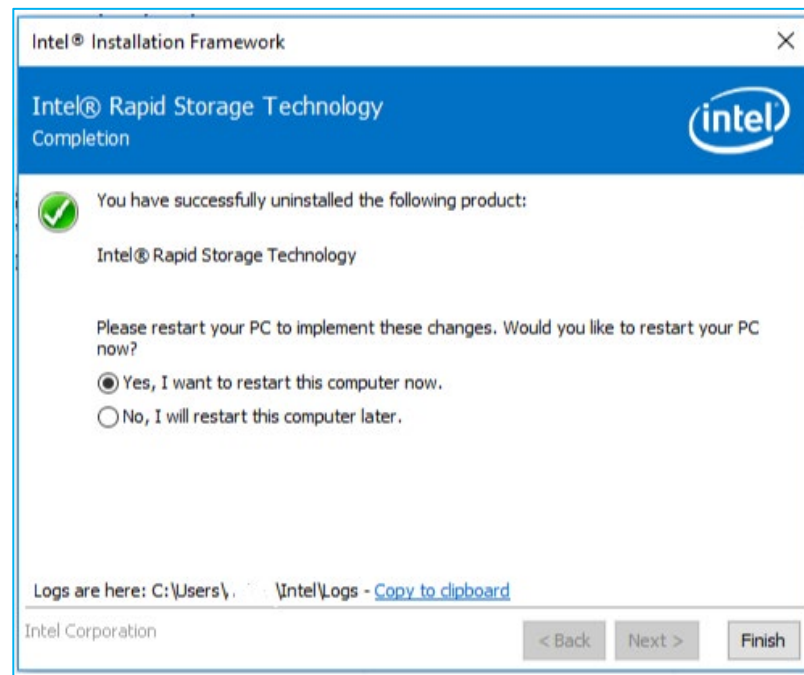 Intel® Installation Framework
Intel® Rapid Storage Technology
Completion
intel
You have successfully uninstalled the following product:
Intel® Rapid Storage Technology
Please restart your PC to implement these changes. Would you like to restart your PC
now?
Yes, I want to restart this computer now.
No, I will restart this computer later.
Logs are here: C:\Users\. \Intel\Logs - Copy to clipboard
Intel Corporation
< Back
Next >
Finish